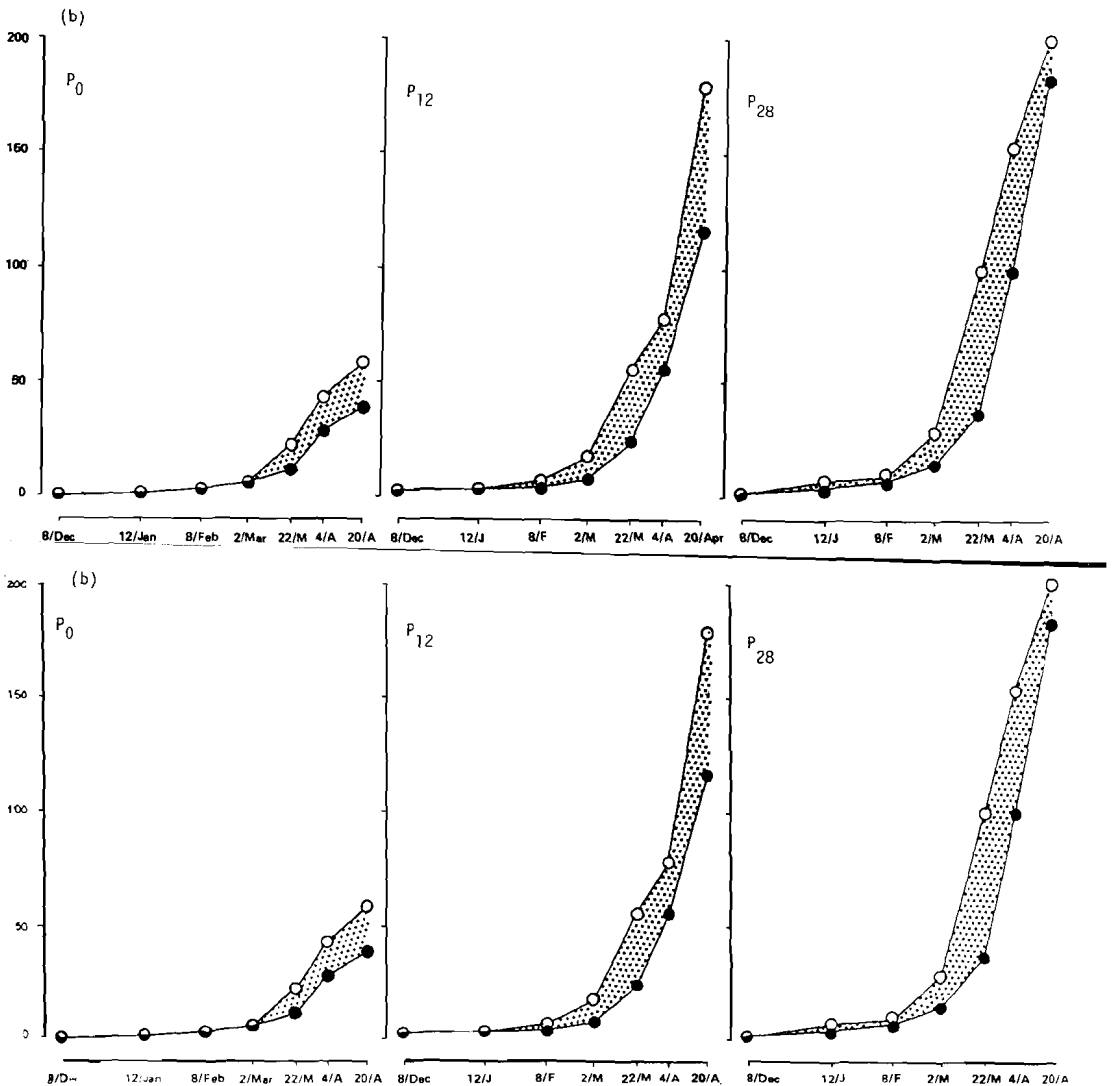 (b)
200
P0
P12
P28
150
100
50
0
8/Dec 12/Jan 8/Feb 2/Mar 22/M 4/A 20/A
8/Dec 12/J 8/F 2/M 22/M 4/A 20/Apr
8/Dec 12/J 8/F 2/M 22/M 4/A 20/A
(b)
200
P0
P12
P28
150
100
50
0
12/Jan 8/Feb 2/Mar 22/M 4/A 20/A
8/Dec 12/J 8/F 2/M 22/M 4/A 20/A
8/Dec 12/J 8/F 2/M 22/M 4/A 20/A